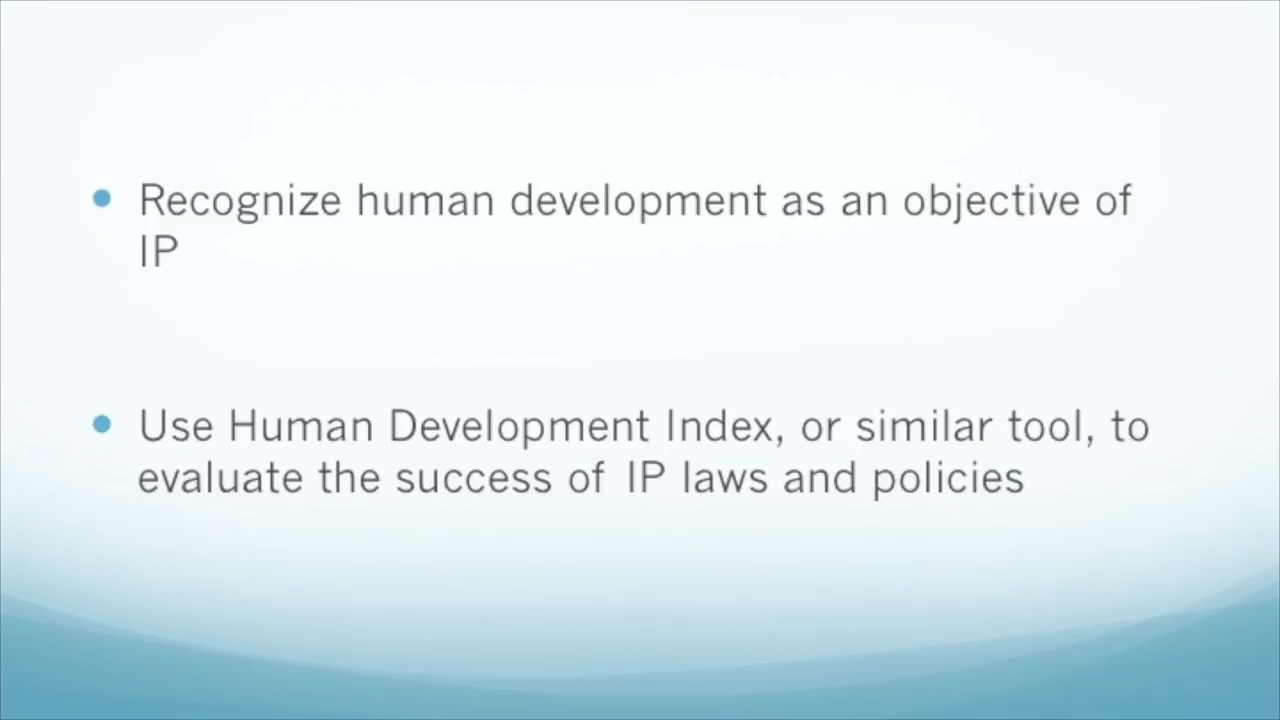 Recognize human development as an objective of
IP
Use Human Development Index, or similar tool, to
evaluate the success of IP laws and policies